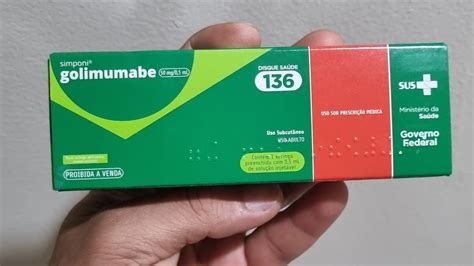 simponi®
golimumabe 50 mg/0,5 mL
DISQUE SAÚDE
136
USO SOB PRESCRIÇÃO MÉDICA
SUS
Ministério da
Saúde
Governo
Federal
Uso Subcutâneo
USO ADULTO
Contém 1 seringa
preenchida com 0,5 mL
de solução injetável
PROIBIDA A VENDA